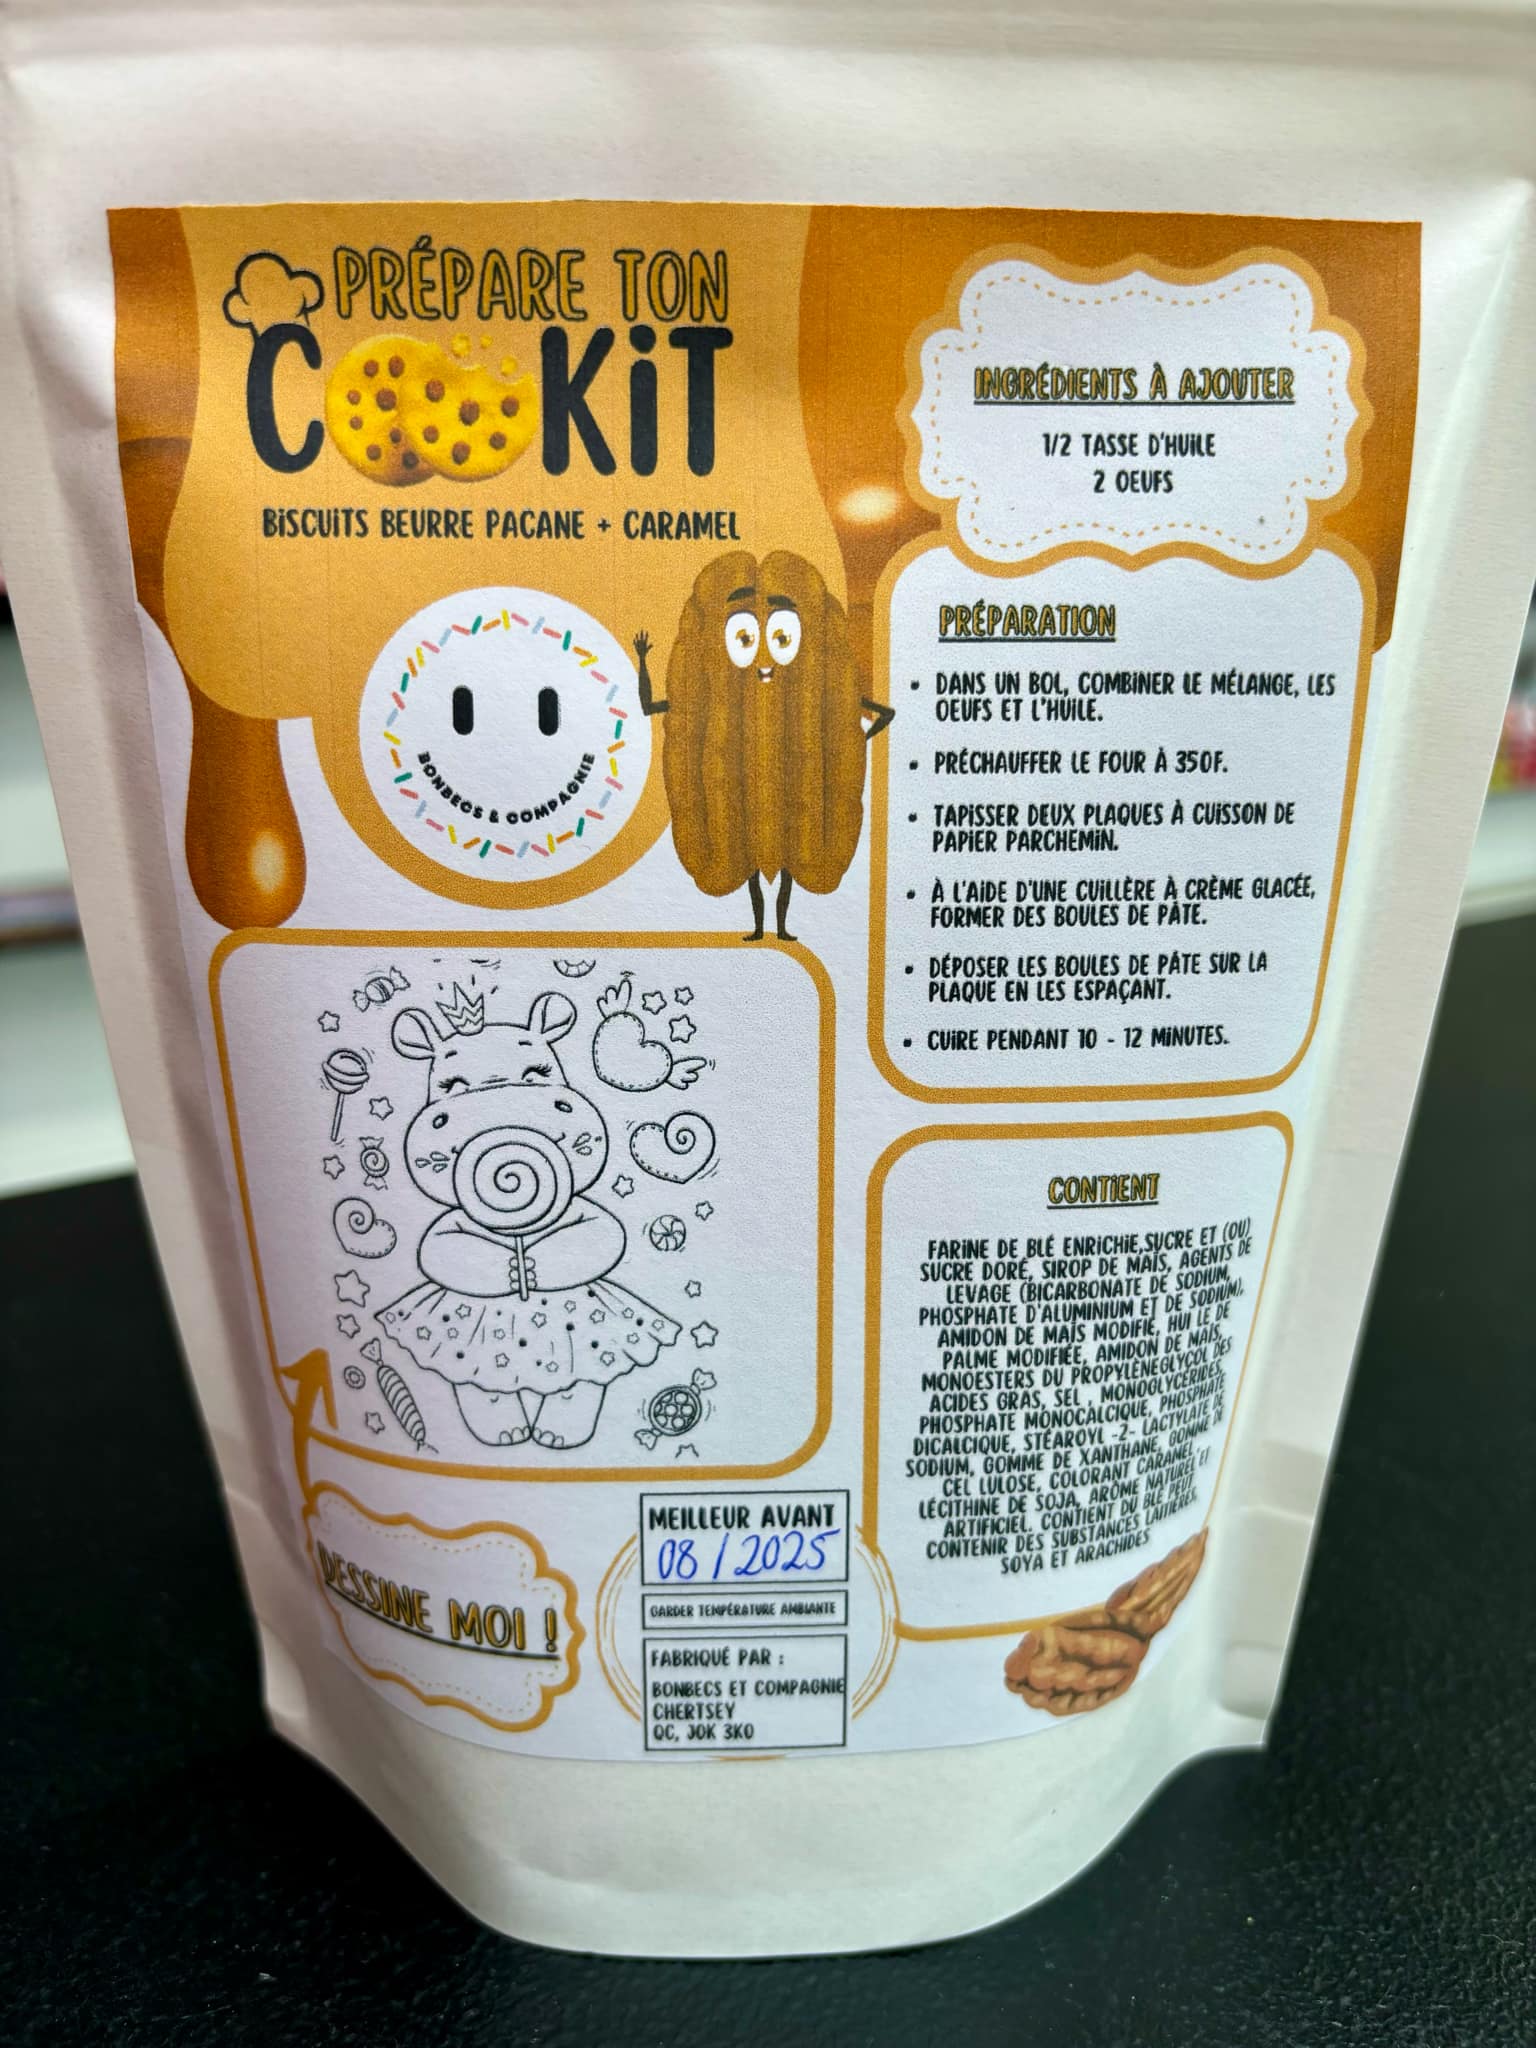 PRÉPARE TON
COOKIT
BISCUITS BEURRE PACANE + CARAMEL
BONBECS & COMPAGNIE
INGRÉDIENTS À AJOUTER
1/2 TASSE D'HUILE
2 OEUFS
PRÉPARATION
• DANS UN BOL, COMBINER LE MÉLANGE, LES
OEUFS ET L'HUILE.
• PRÉCHAUFFER LE FOUR À 350F.
• TAPISSER DEUX PLAQUES À CUISSON DE
PAPIER PARCHEMIN.
• À L'AIDE D'UNE CUILLÈRE À CRÈME GLACÉE,
FORMER DES BOULES DE PÂTE.
• DÉPOSER LES BOULES DE PÂTE SUR LA
PLAQUE EN LES ESPAÇANT.
• CUIRE PENDANT 10 - 12 MINUTES.
CONTIENT
FARINE DE BLÉ ENRICHIE,SUCRE ET (OU)
SUCRE DORÉ, SIROP DE MAÏS, AGENTS DE
LEVAGE (BICARBONATE DE SODIUM,
PHOSPHATE D'ALUMINIUM ET DE SODIUM),
AMIDON DE MAÏS MODIFIÉ, HUI LE DE
PALME MODIFIÉE, AMIDON DE MAÏS,
MONOESTERS DU PROPYLÈNEGLYCOL DES
ACIDES GRAS, SEL , MONOGLYCÉRIDES,
PHOSPHATE MONOCALCIQUE, PHOSPHATE
DICALCIQUE, STÉAROYL -2- LACTYLATE DE
SODIUM, GOMME DE XANTHANE, GOMME DE
CEL LULOSE, COLORANT CARAMEL,
LÉCITHINE DE SOJA, ARÔME NATUREL ET
ARTIFICIEL. CONTIENT DU BLÉ PEUT
CONTENIR DES SUBSTANCES LAITIÈRES,
SOYA ET ARACHIDES
DESSINE MOI !
MEILLEUR AVANT
08 / 2025
GARDER TEMPÉRATURE AMBIANTE
FABRIQUÉ PAR :
BONBECS ET COMPAGNIE
CHERTSEY
QC, J0K 3K0